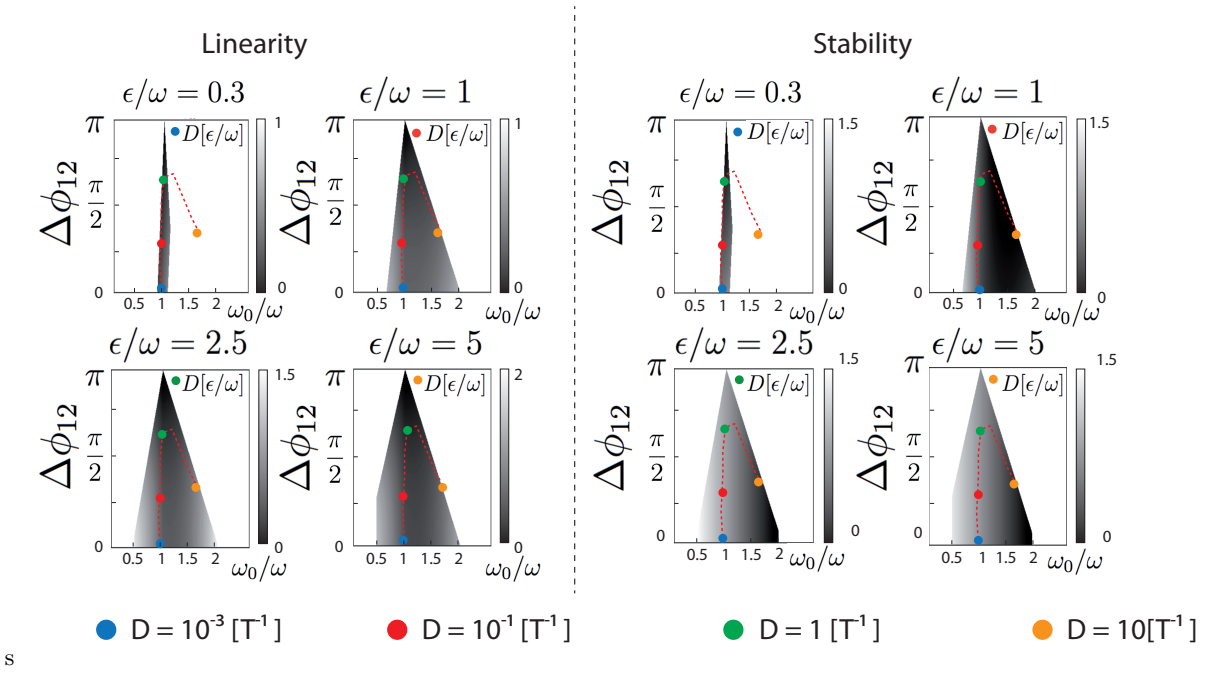 Linearity
Stability
ϵ/ω = 0.3
ϵ/ω = 1
ϵ/ω = 0.3
ϵ/ω = 1
π
D[ϵ/ω]
1
π
D[ϵ/ω]
1
π
D[ϵ/ω]
1.5
π
D[ϵ/ω]
1.5
Δϕ₁₂
π/2
Δϕ₁₂
π/2
Δϕ₁₂
π/2
Δϕ₁₂
π/2
0
0
0
0
0
0
0
0
0.5 1 1.5 2 ω₀/ω
0.5 1 1.5 2 ω₀/ω
0.5 1 1.5 2 ω₀/ω
0.5 1 1.5 2 ω₀/ω
ϵ/ω = 2.5
ϵ/ω = 5
ϵ/ω = 2.5
ϵ/ω = 5
π
D[ϵ/ω]
1.5
π
D[ϵ/ω]
2
π
D[ϵ/ω]
1.5
π
D[ϵ/ω]
1.5
Δϕ₁₂
π/2
Δϕ₁₂
π/2
Δϕ₁₂
π/2
Δϕ₁₂
π/2
0
0
0
0
0
0
0
0
0.5 1 1.5 2 ω₀/ω
0.5 1 1.5 2 ω₀/ω
0.5 1 1.5 2 ω₀/ω
0.5 1 1.5 2 ω₀/ω
D = 10⁻³ [T⁻¹]
D = 10⁻¹ [T⁻¹]
D = 1 [T⁻¹]
D = 10[T⁻¹]
s